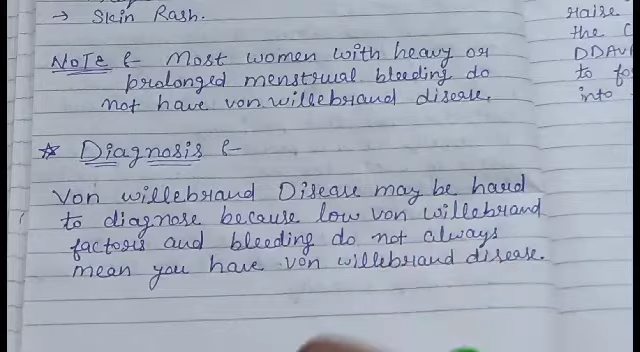 → Skin Rash.
NOTE :- Most women with heavy or
prolonged menstrual bleeding do
not have von willebrand disease.
* Diagnosis :-
Von willebrand Disease may be hard
to diagnose because low von willebrand
factors and bleeding do not always
mean you have von willebrand disease.
raise
the
DDAV
to
into